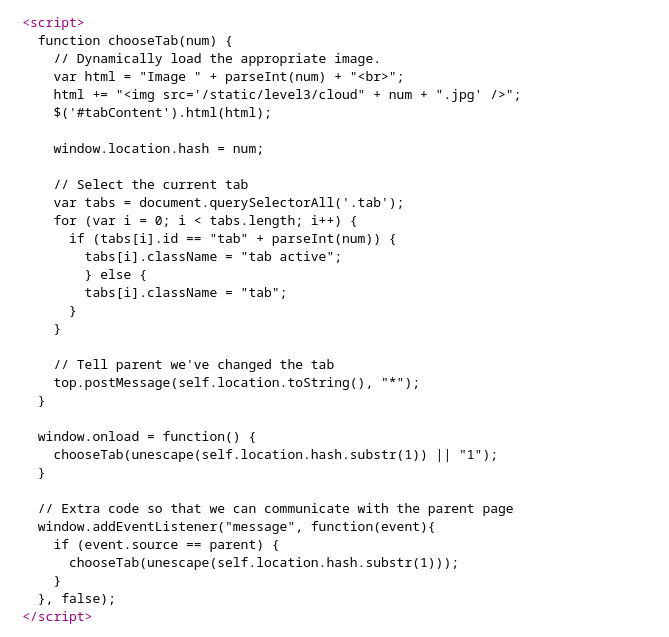 <script>
function chooseTab(num) {
// Dynamically load the appropriate image.
var html = "Image " + parseInt(num) + "<br>";
html += "<img src='/static/level3/cloud" + num + ".jpg' />";
$('#tabContent').html(html);
window.location.hash = num;
// Select the current tab
var tabs = document.querySelectorAll('.tab');
for (var i = 0; i < tabs.length; i++) {
if (tabs[i].id == "tab" + parseInt(num)) {
tabs[i].className = "tab active";
} else {
tabs[i].className = "tab";
}
}
// Tell parent we've changed the tab
top.postMessage(self.location.toString(), "*");
}
window.onload = function() {
chooseTab(unescape(self.location.hash.substr(1)) || "1");
}
// Extra code so that we can communicate with the parent page
window.addEventListener("message", function(event){
if (event.source == parent) {
chooseTab(unescape(self.location.hash.substr(1)));
}
}, false);
</script>